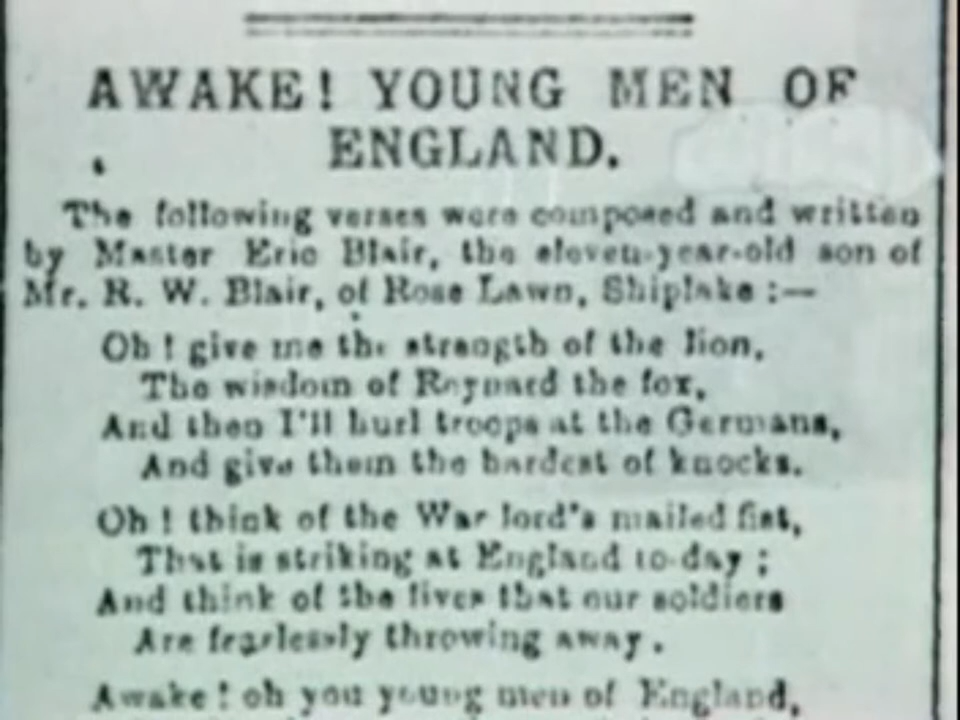 AWAKE! YOUNG MEN OF
ENGLAND.
The following verses were composed and written
by Master Eric Blair, the eleven-year-old son of
Mr. R. W. Blair, of Rose Lawn, Shiplake :—
Oh ! give me the strength of the lion,
The wisdom of Reynard the fox,
And then I'll hurl troops at the Germans,
And give them the hardest of knocks.
Oh ! think of the War lord's mailed fist,
That is striking at England to-day ;
And think of the lives that our soldiers
Are fearlessly throwing away.
Awake ! oh you young men of England,